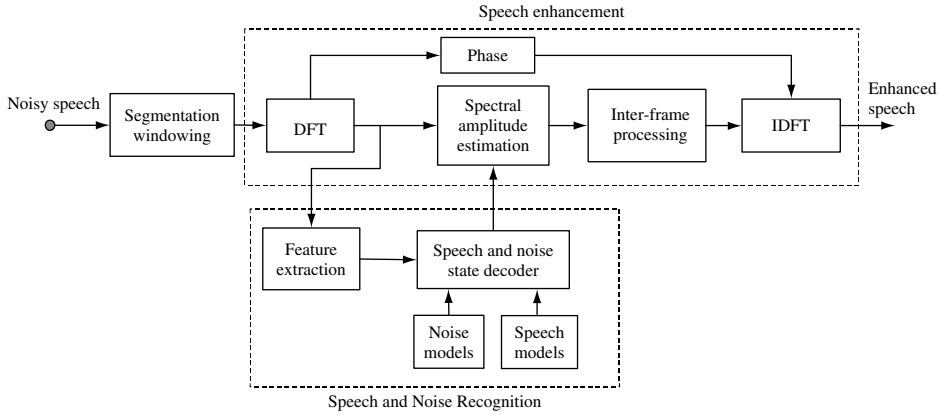 Speech enhancement
Phase
Noisy speech
Segmentation
windowing
DFT
Spectral
amplitude
estimation
Inter-frame
processing
IDFT
Enhanced
speech
Feature
extraction
Speech and noise
state decoder
Noise
models
Speech
models
Speech and Noise Recognition